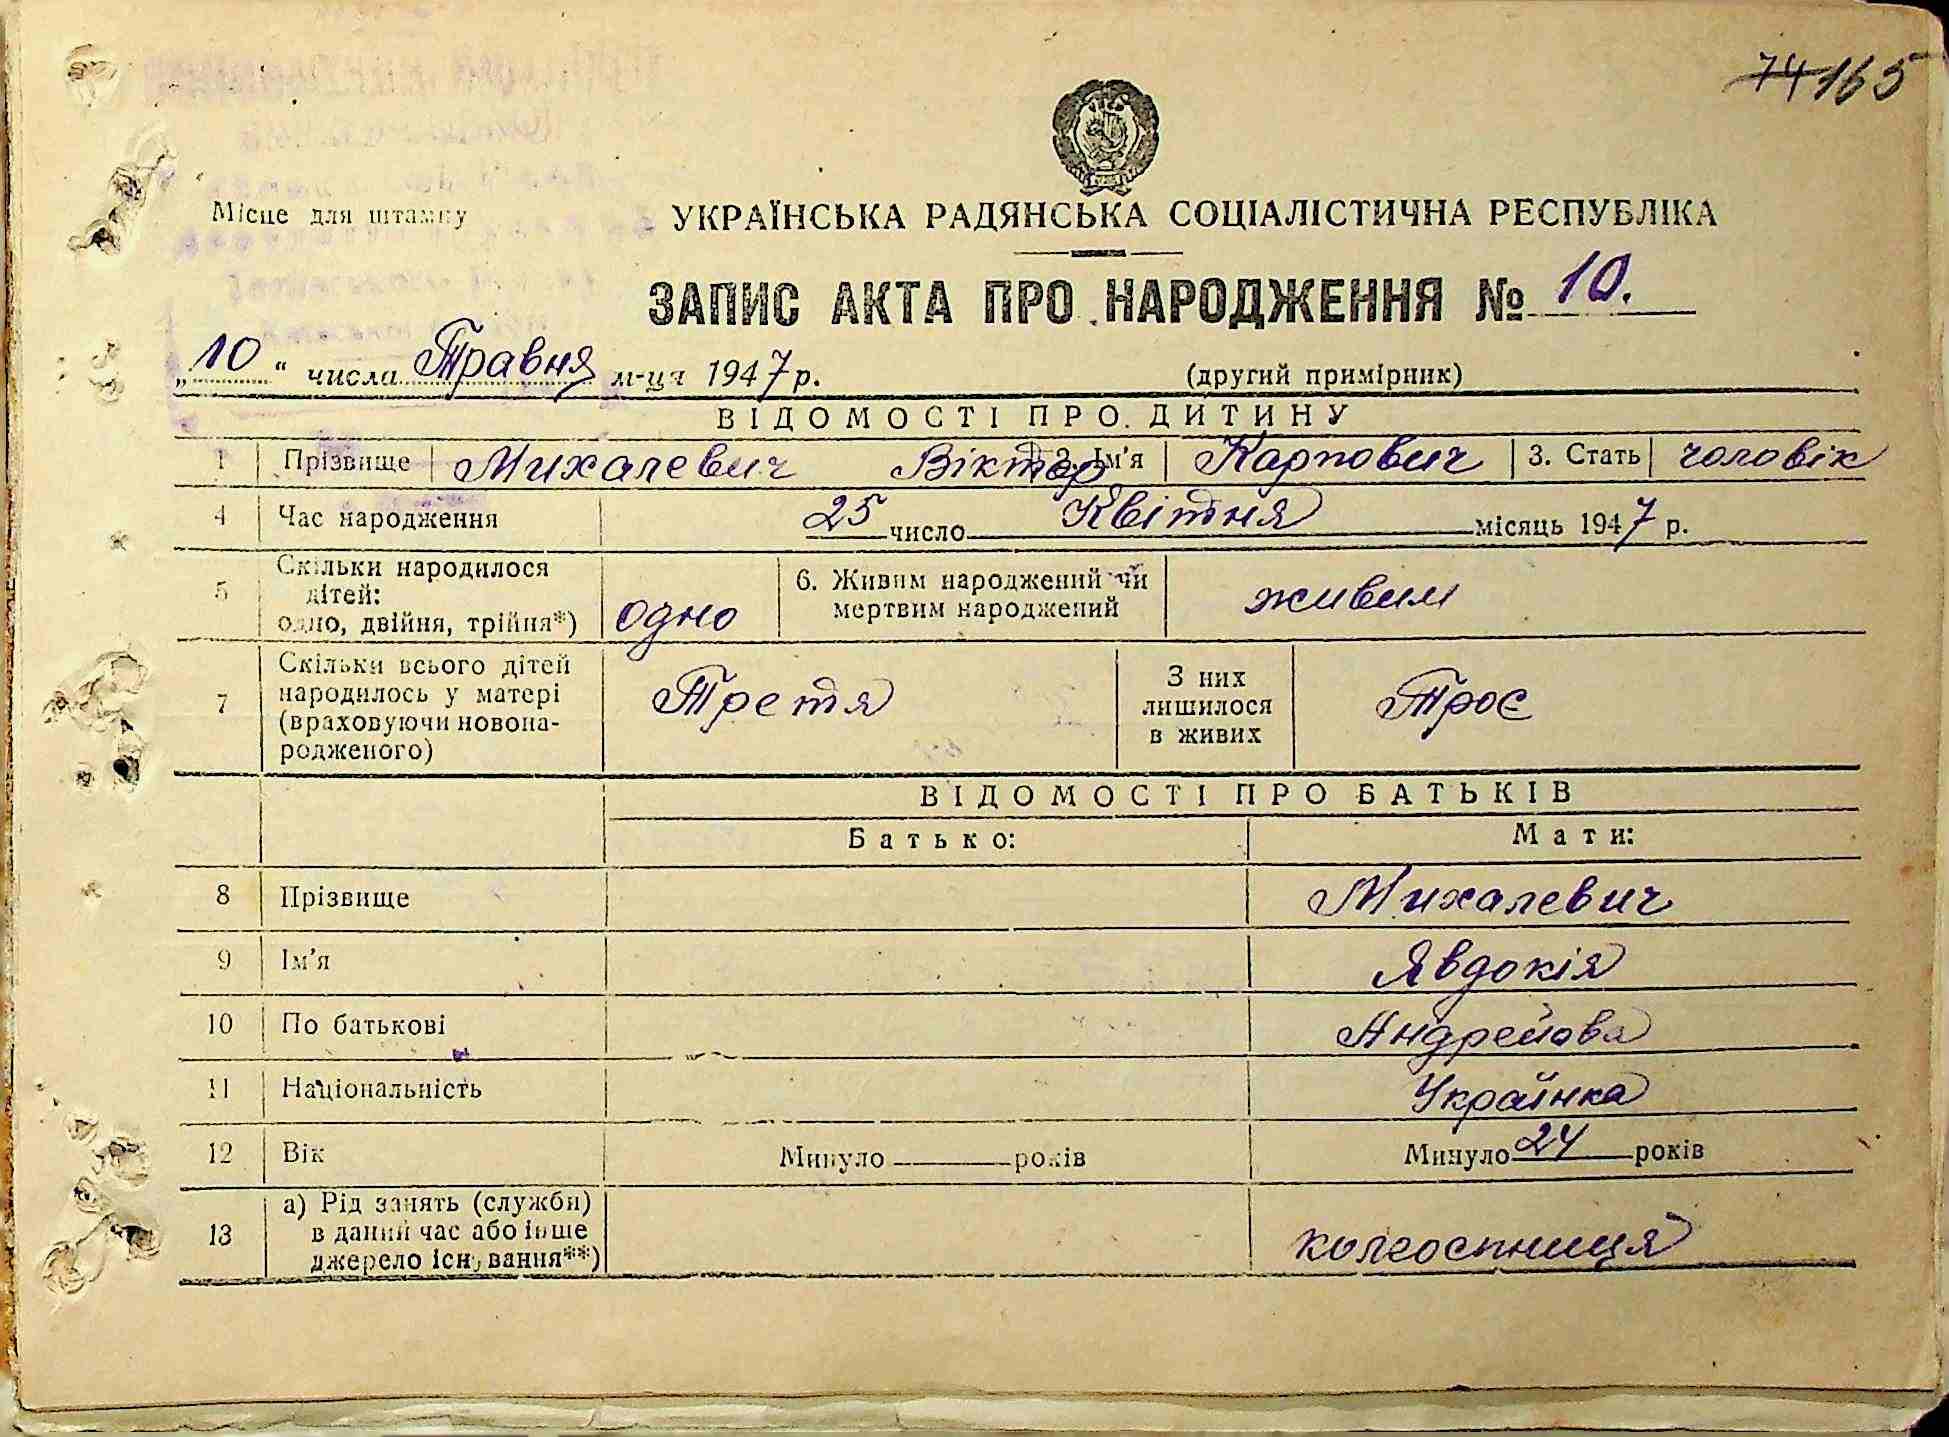 74 165
Місце для штампу
УКРАЇНСЬКА РАДЯНСЬКА СОЦІАЛІСТИЧНА РЕСПУБЛІКА
ЗАПИС АКТА ПРО НАРОДЖЕННЯ № 10.
„10“ числа Травня м-ця 1947 р. (другий примірник)
ВІДОМОСТІ ПРО ДИТИНУ
1 Прізвище Михалевич Віктор 2. Ім'я Карпович 3. Стать чоловік
4 Час народження 25 число Квітня місяць 1947 р.
5 Скільки народилося дітей: одно, двійня, трійня*) одно 6. Живим народжений чи мертвим народжений живим
7 Скільки всього дітей народилось у матері (враховуючи новонародженого) Третя З них лишилося в живих Троє
ВІДОМОСТІ ПРО БАТЬКІВ
Батько: Мати:
8 Прізвище Михалевич
9 Ім'я Явдокія
10 По батькові Андрейова
11 Національність Українка
12 Вік Минуло ___ років Минуло 24 років
13 а) Рід занять (служби) в даний час або інше джерело існування**) колгоспниця